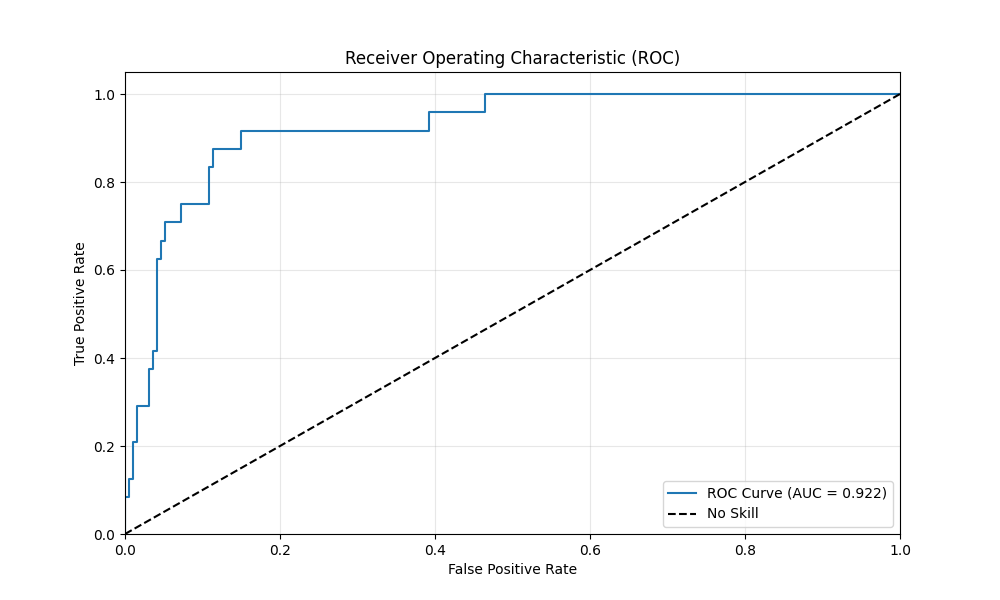 Receiver Operating Characteristic (ROC)
1.0
0.8
0.6
0.4
0.2
0.0
True Positive Rate
0.0 0.2 0.4 0.6 0.8 1.0
False Positive Rate
ROC Curve (AUC = 0.922)
No Skill